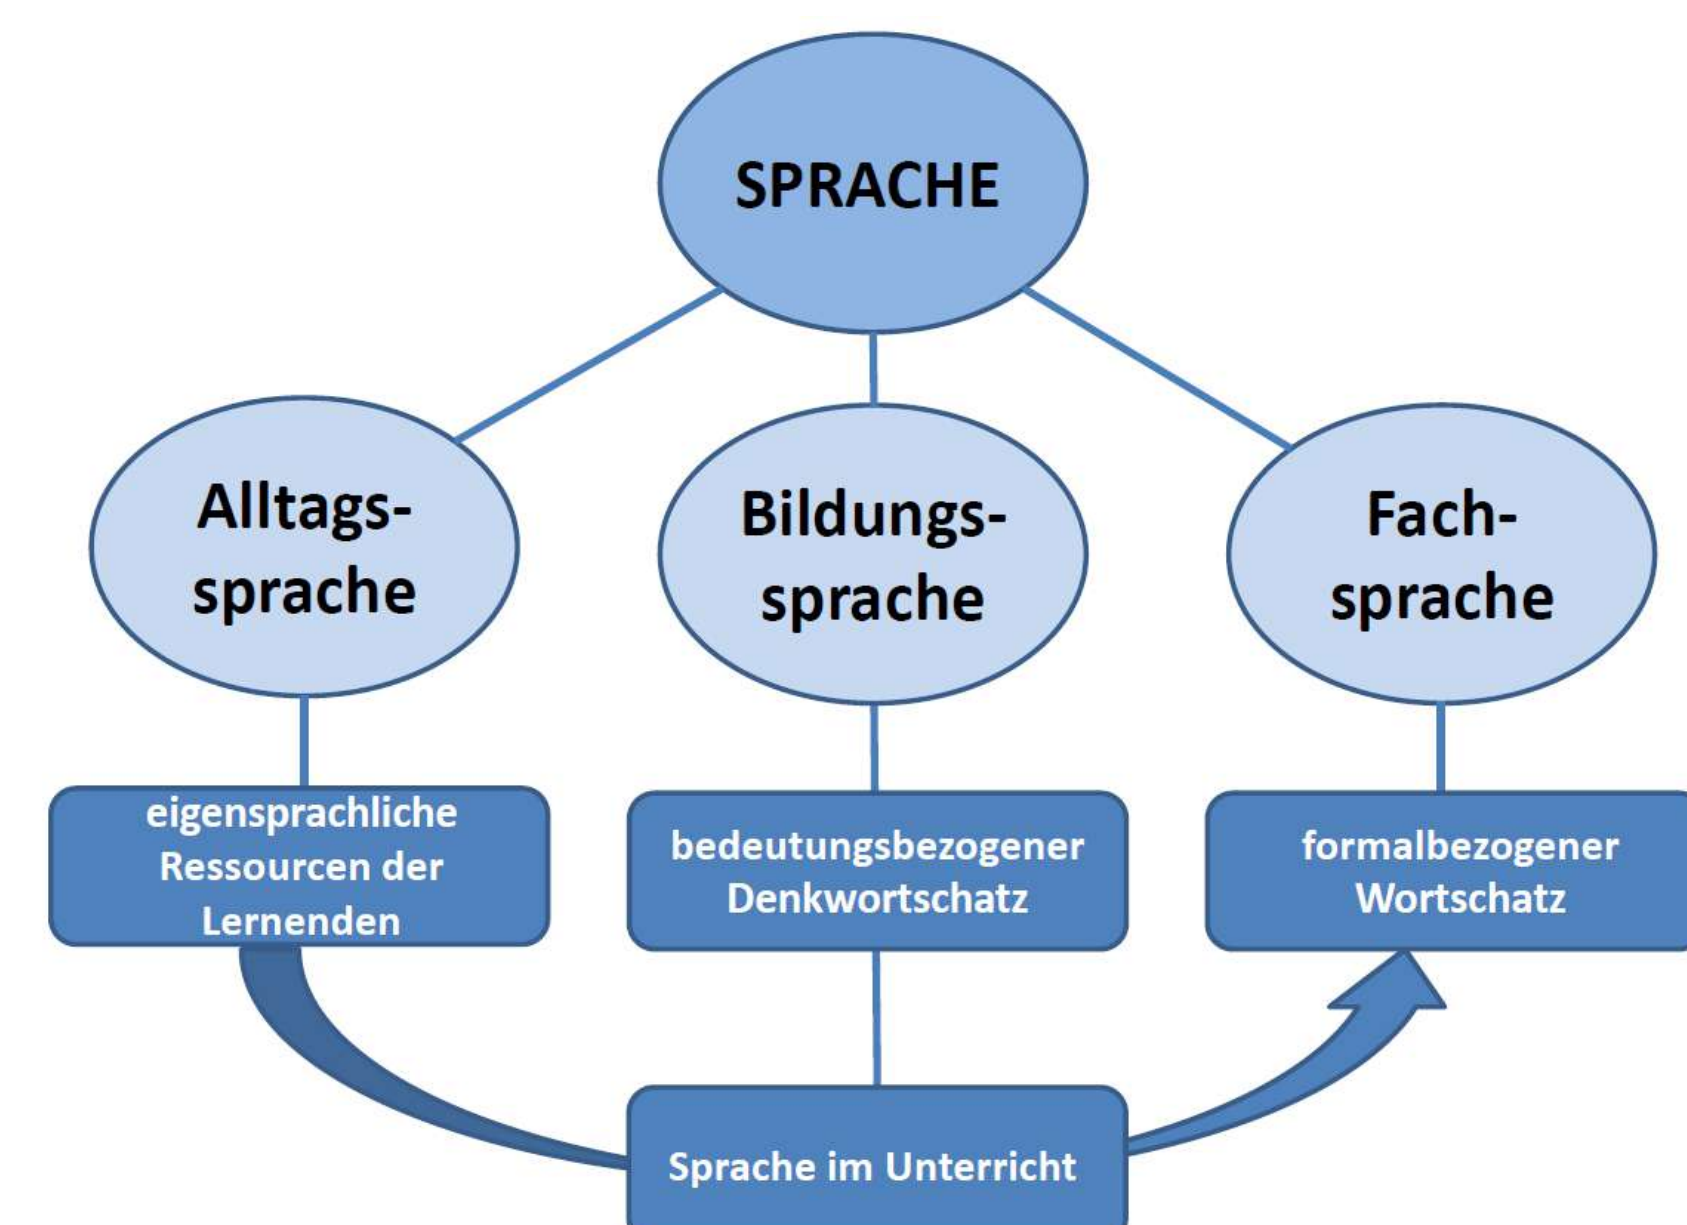 SPRACHE
Alltags-
sprache
Bildungs-
sprache
Fach-
sprache
eigensprachliche
Ressourcen der
Lernenden
bedeutungsbezogener
Denkwortschatz
formalbezogener
Wortschatz
Sprache im Unterricht